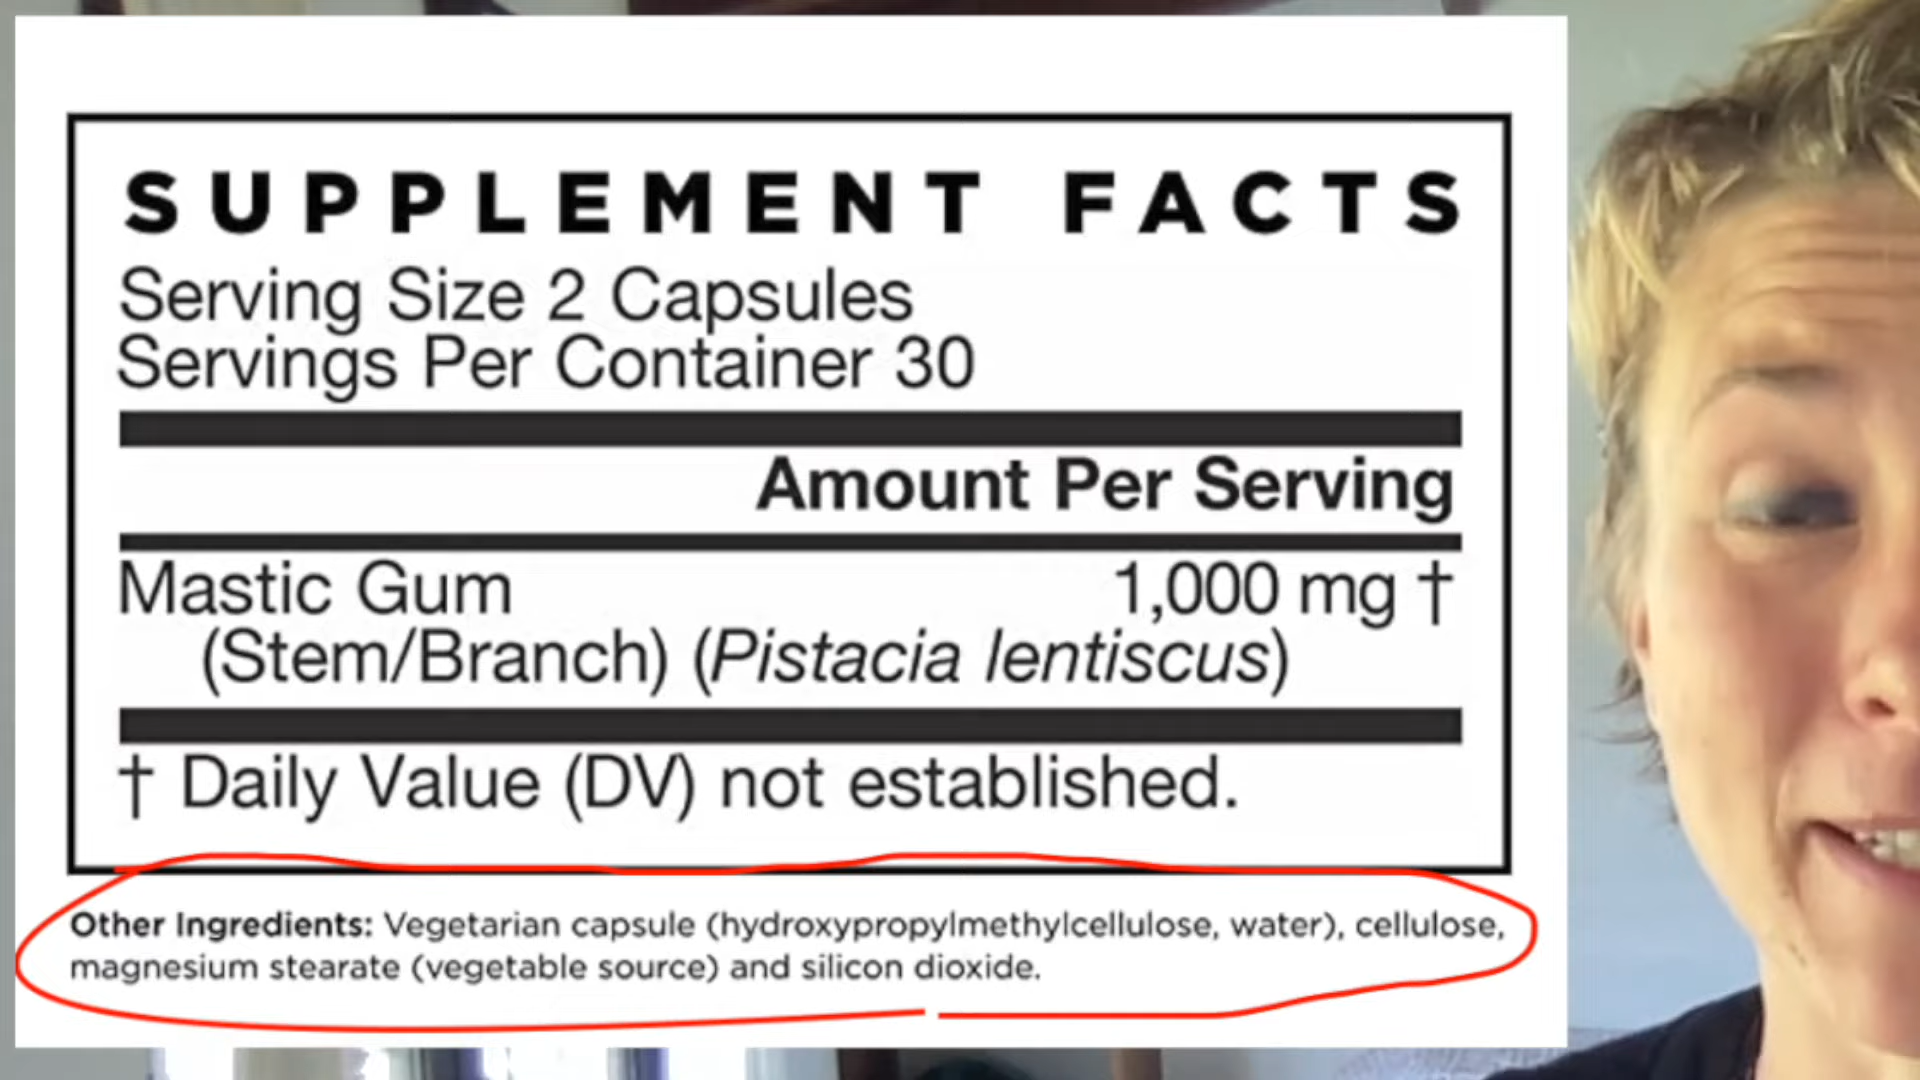 SUPPLEMENT FACTS
Serving Size 2 Capsules
Servings Per Container 30
Amount Per Serving
Mastic Gum 1,000 mg †
(Stem/Branch) (Pistacia lentiscus)
† Daily Value (DV) not established.
Other Ingredients: Vegetarian capsule (hydroxypropylmethylcellulose, water), cellulose,
magnesium stearate (vegetable source) and silicon dioxide.